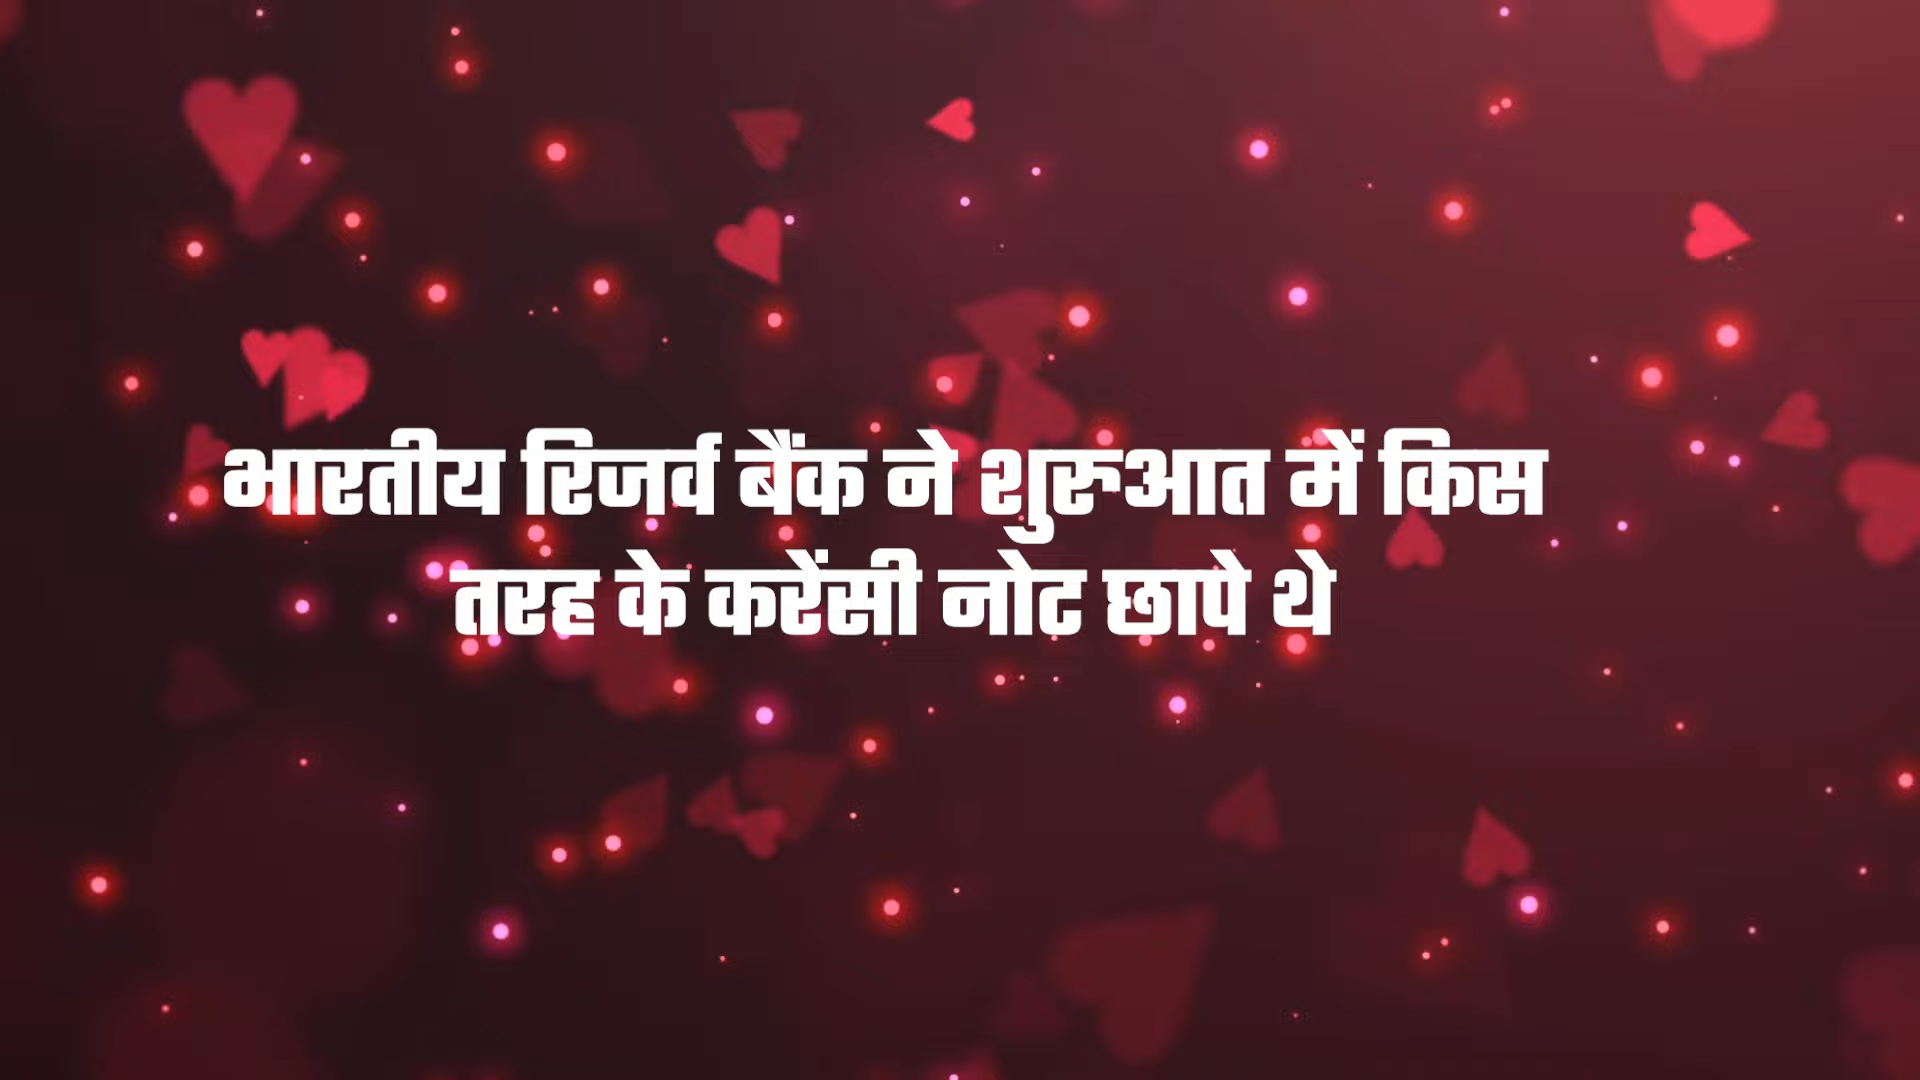 भारतीय रिजर्व बैंक ने शुरुआत में किस
तरह के करेंसी नोट छापे थे